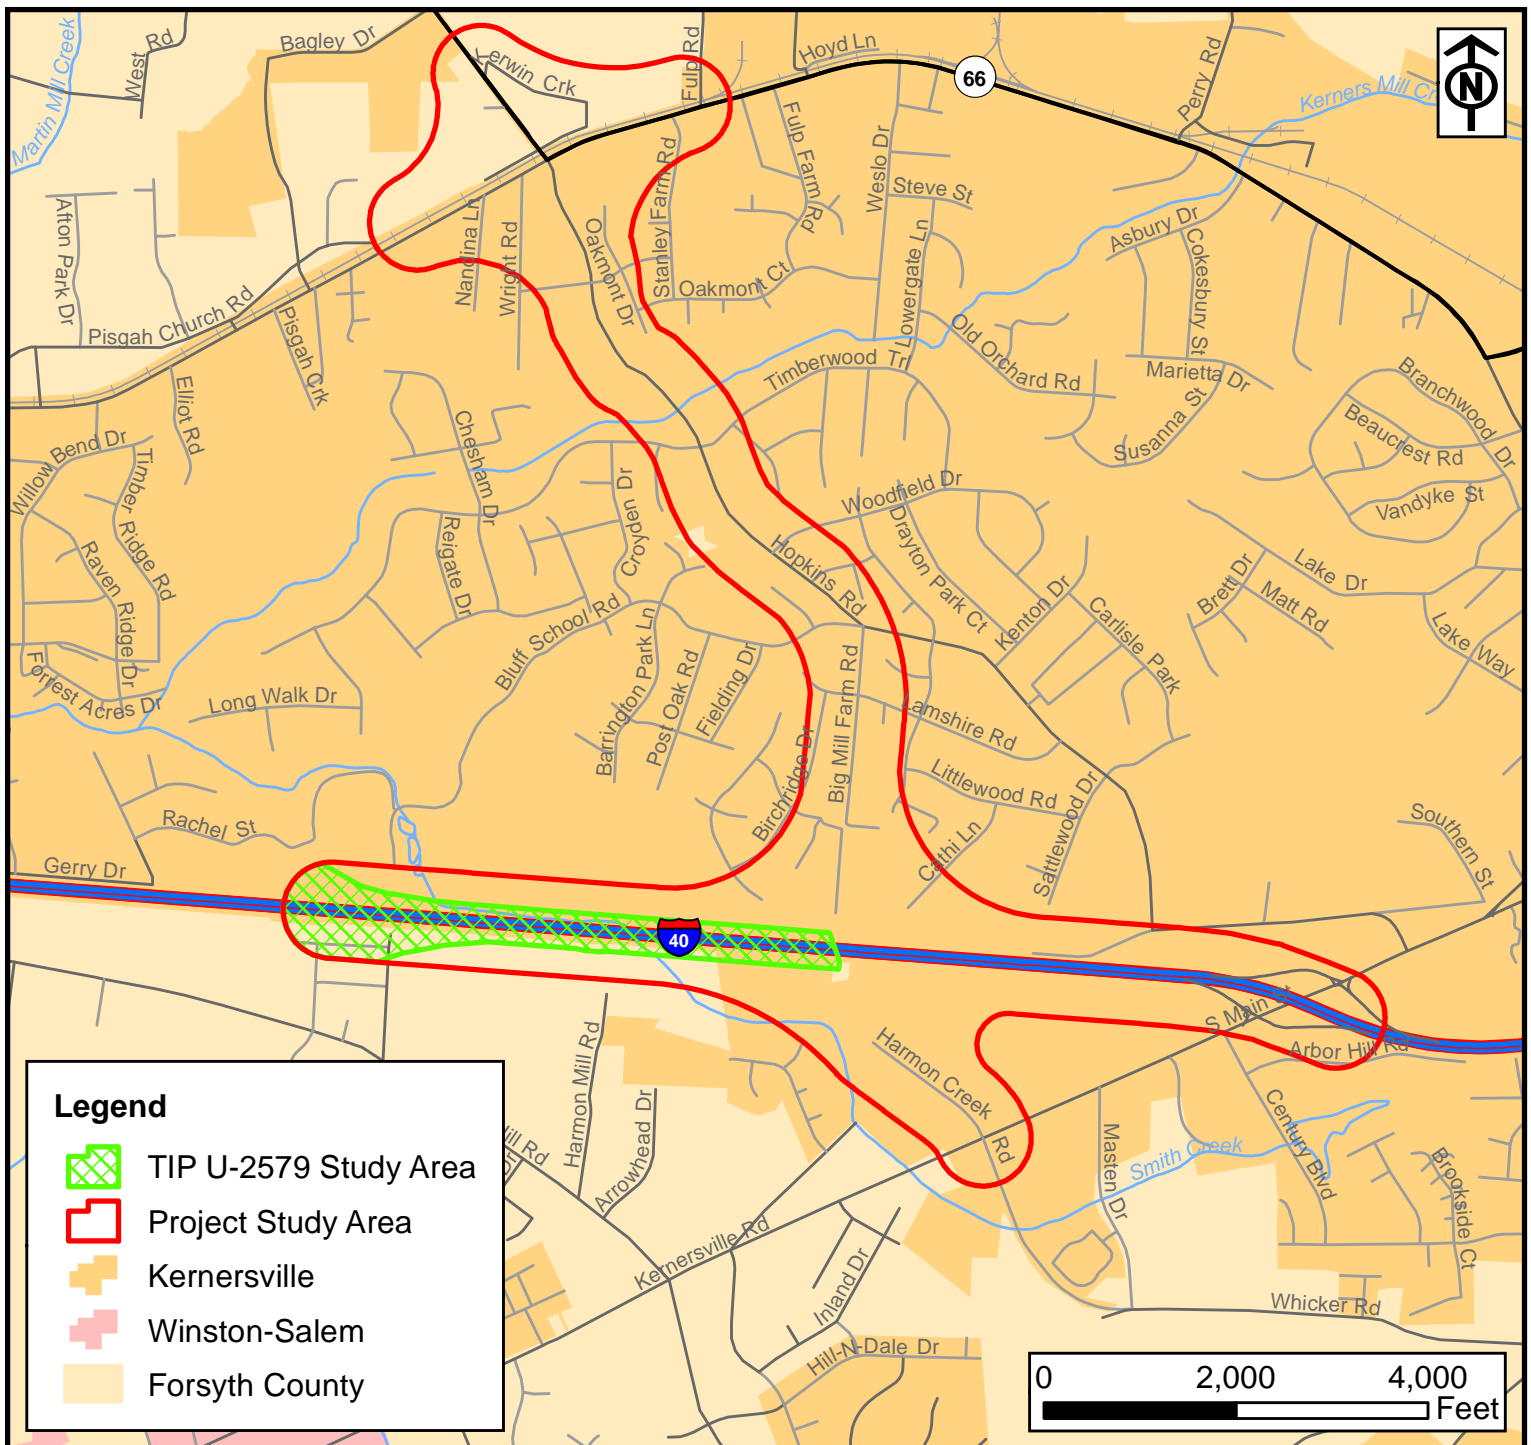 Martin Mill Creek
West Rd
Bagley Dr
Kerwin Crk
Fulp Rd
Hoyd Ln
66
Perry Rd
Kerners Mill Cr
N
Afton Park Dr
Pisgah Church Rd
Nandina Ln
Wright Rd
Oakmont Dr
Stanley Farm Rd
Fulp Farm Rd
Oakmont Ct
Weslo Dr
Steve St
Lowergate Ln
Asbury Dr
Cokesbury St
Old Orchard Rd
Marietta Dr
Susanna St
Branchwood Dr
Beaucrest Rd
Vandyke St
Pisgah Crk
Elliot Rd
Willow Bend Dr
Timber Ridge Rd
Raven Ridge Dr
Forrest Acres Dr
Chesham Dr
Reigate Dr
Croyden Dr
Timberwood Trl
Woodfield Dr
Drayton Park Ct
Hopkins Rd
Kenton Dr
Carlisle Park
Brett Dr
Matt Rd
Lake Dr
Lake Way
Long Walk Dr
Bluff School Rd
Barrington Park Ln
Post Oak Rd
Fielding Dr
Birchridge Dr
Big Mill Farm Rd
Lamshire Rd
Littlewood Rd
Cathi Ln
Sattlewood Dr
Southern St
Rachel St
Gerry Dr
40
S Main St
Arbor Hill Rd
Harmon Creek Rd
Century Blvd
Masten Dr
Smith Creek
Brookside Ct
Whicker Rd
Harmon Mill Rd
Arrowhead Dr
ill Rd
Dr
Kernersville Rd
Inland Dr
Hill-N-Dale Dr
Legend
TIP U-2579 Study Area
Project Study Area
Kernersville
Winston-Salem
Forsyth County
0 2,000 4,000
Feet